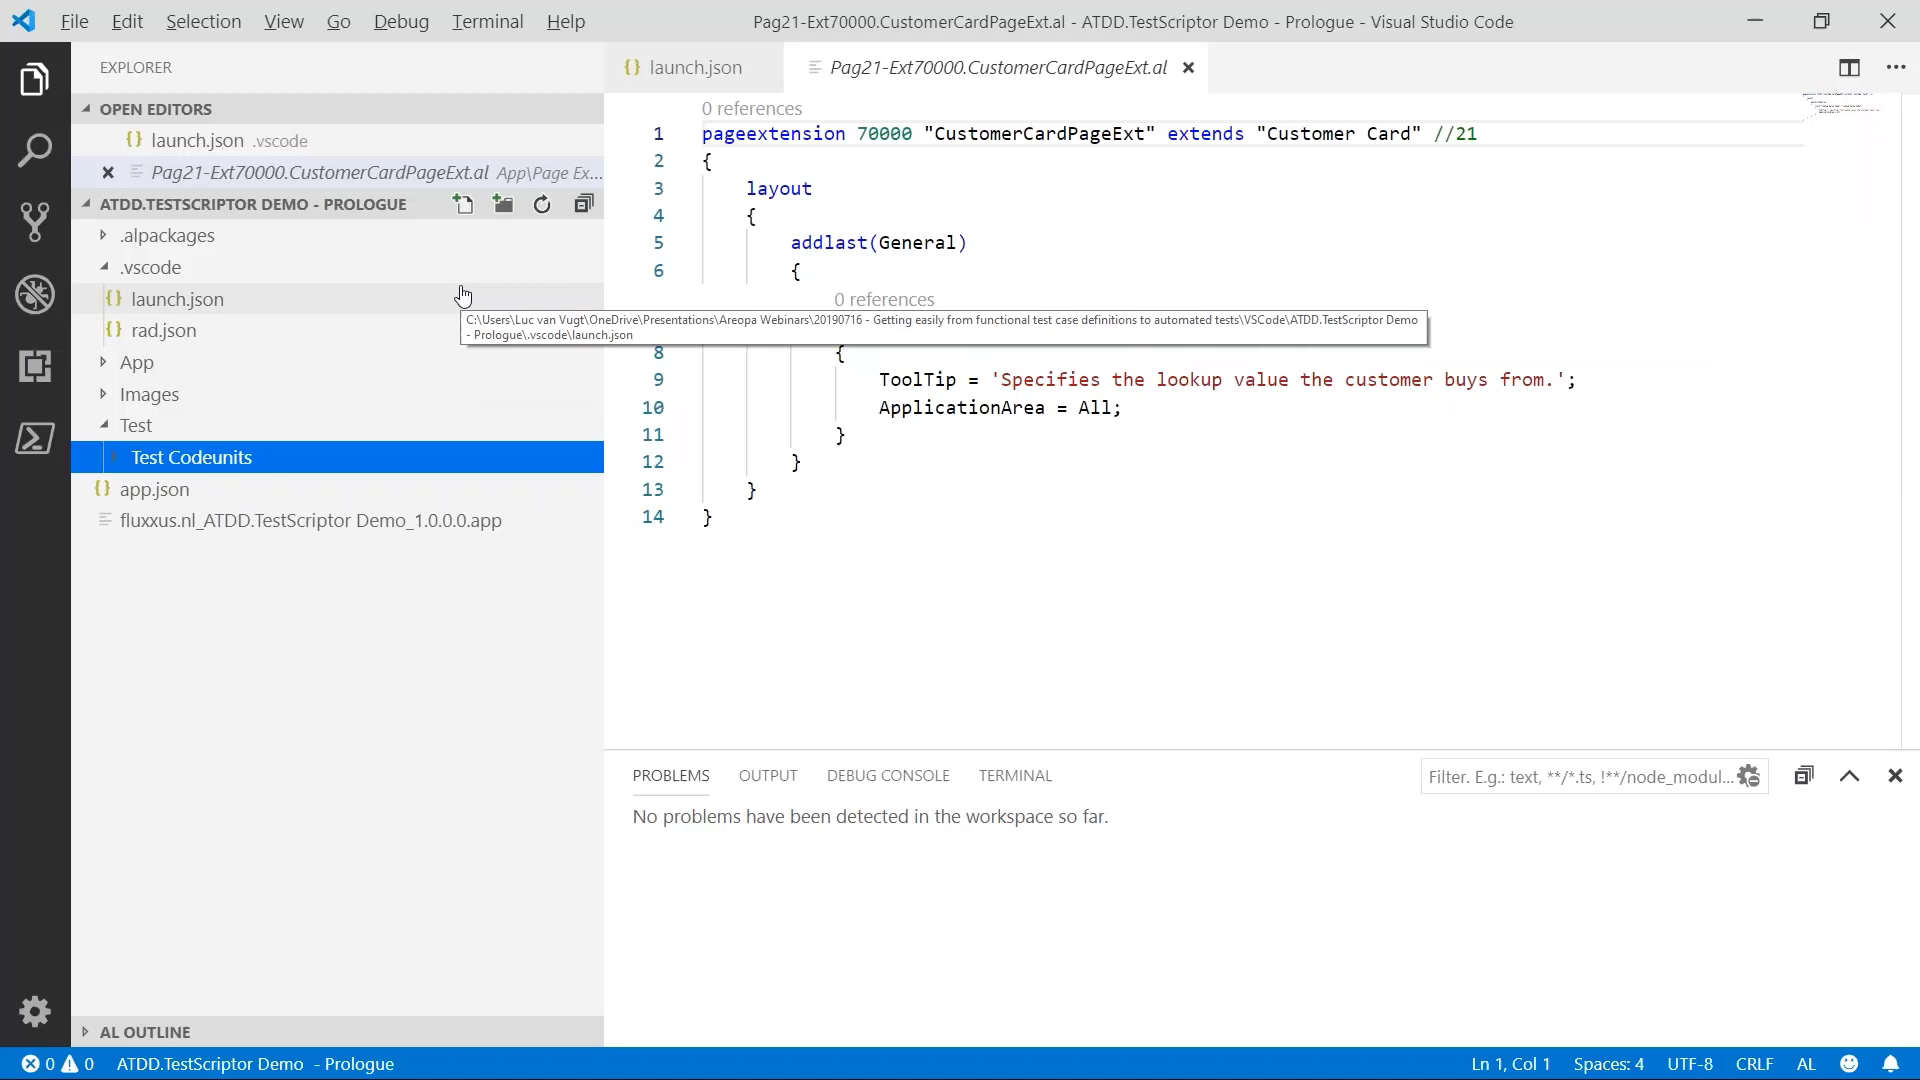 File Edit Selection View Go Debug Terminal Help
Pag21-Ext70000.CustomerCardPageExt.al - ATDD.TestScriptor Demo - Prologue - Visual Studio Code
EXPLORER
OPEN EDITORS
launch.json .vscode
Pag21-Ext70000.CustomerCardPageExt.al App\Page Ex...
ATDD.TESTSCRIPTOR DEMO - PROLOGUE
.alpackages
.vscode
launch.json
rad.json
App
Images
Test
Test Codeunits
app.json
fluxxus.nl_ATDD.TestScriptor Demo_1.0.0.0.app
AL OUTLINE
launch.json
Pag21-Ext70000.CustomerCardPageExt.al
0 references
1 pageextension 70000 "CustomerCardPageExt" extends "Customer Card" //21
2 {
3 layout
4 {
5 addlast(General)
6 {
0 references
C:\Users\Luc van Vugt\OneDrive\Presentations\Areopa Webinars\20190716 - Getting easily from functional test case definitions to automated tests\VSCode\ATDD.TestScriptor Demo
- Prologue\.vscode\launch.json
8 {
9 ToolTip = 'Specifies the lookup value the customer buys from.';
10 ApplicationArea = All;
11 }
12 }
13 }
14 }
PROBLEMS OUTPUT DEBUG CONSOLE TERMINAL
Filter. E.g.: text, **/*.ts, !**/node_modul...
No problems have been detected in the workspace so far.
0 0 ATDD.TestScriptor Demo - Prologue
Ln 1, Col 1 Spaces: 4 UTF-8 CRLF AL